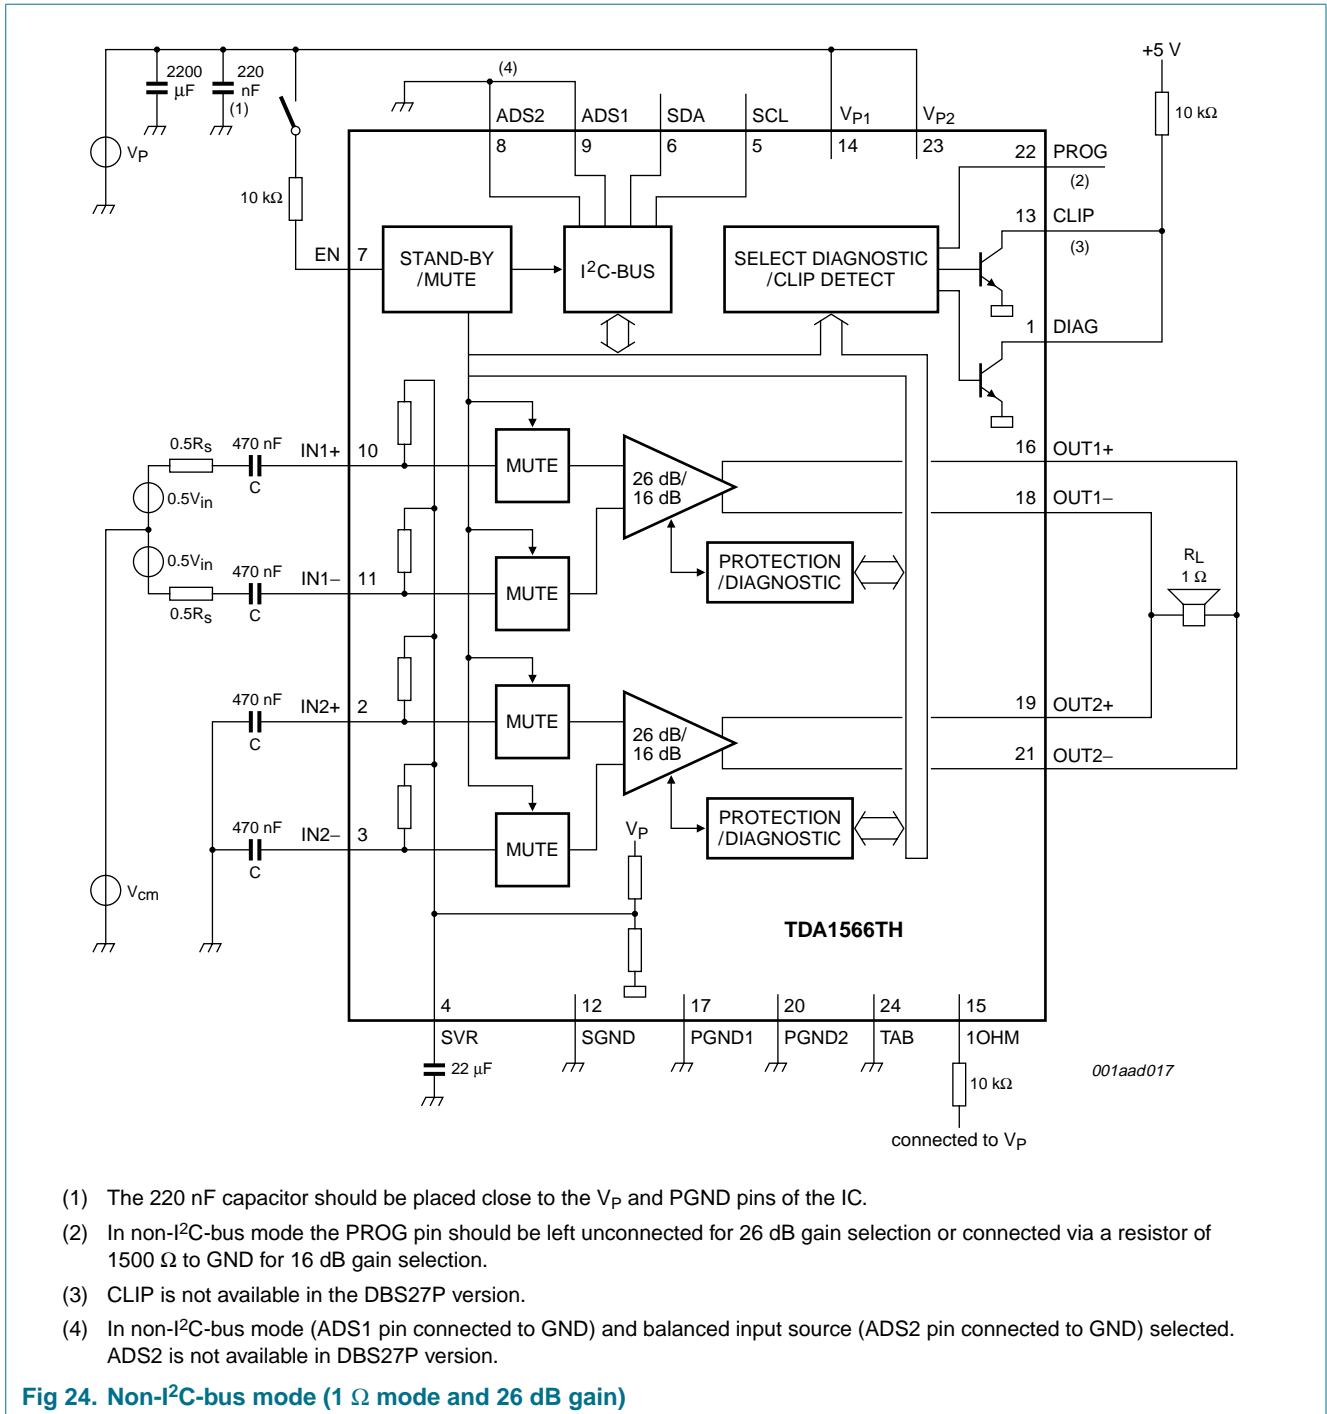 +5 V
2200
μF
220
nF
(1)
(4)
10 kΩ
ADS2
ADS1
SDA
SCL
VP1
VP2
8
9
6
5
14
23
22
PROG
(2)
VP
10 kΩ
13
CLIP
(3)
EN
7
STAND-BY
/MUTE
I2C-BUS
SELECT DIAGNOSTIC
/CLIP DETECT
1
DIAG
0.5RS
470 nF
C
IN1+
10
MUTE
26 dB/
16 dB
16
OUT1+
0.5Vin
18
OUT1−
0.5Vin
470 nF
0.5RS
C
IN1−
11
MUTE
PROTECTION
/DIAGNOSTIC
RL
1 Ω
470 nF
C
IN2+
2
MUTE
26 dB/
16 dB
19
OUT2+
21
OUT2−
470 nF
C
IN2−
3
MUTE
VP
PROTECTION
/DIAGNOSTIC
Vcm
TDA1566TH
4
12
17
20
24
15
SVR
SGND
PGND1
PGND2
TAB
1OHM
22 μF
10 kΩ
001aad017
connected to VP
(1) The 220 nF capacitor should be placed close to the VP and PGND pins of the IC.
(2) In non-I2C-bus mode the PROG pin should be left unconnected for 26 dB gain selection or connected via a resistor of
1500 Ω to GND for 16 dB gain selection.
(3) CLIP is not available in the DBS27P version.
(4) In non-I2C-bus mode (ADS1 pin connected to GND) and balanced input source (ADS2 pin connected to GND) selected.
ADS2 is not available in DBS27P version.
Fig 24. Non-I2C-bus mode (1 Ω mode and 26 dB gain)